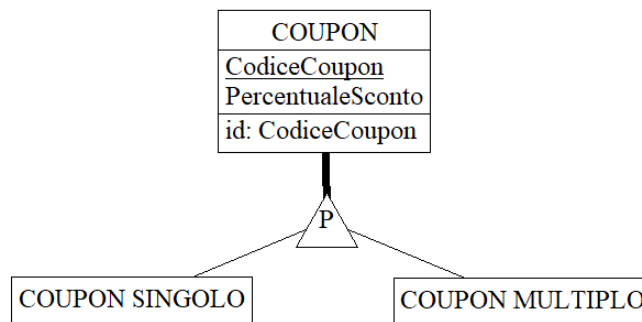 COUPON
CodiceCoupon
PercentualeSconto
id: CodiceCoupon
P
COUPON SINGOLO
COUPON MULTIPLO